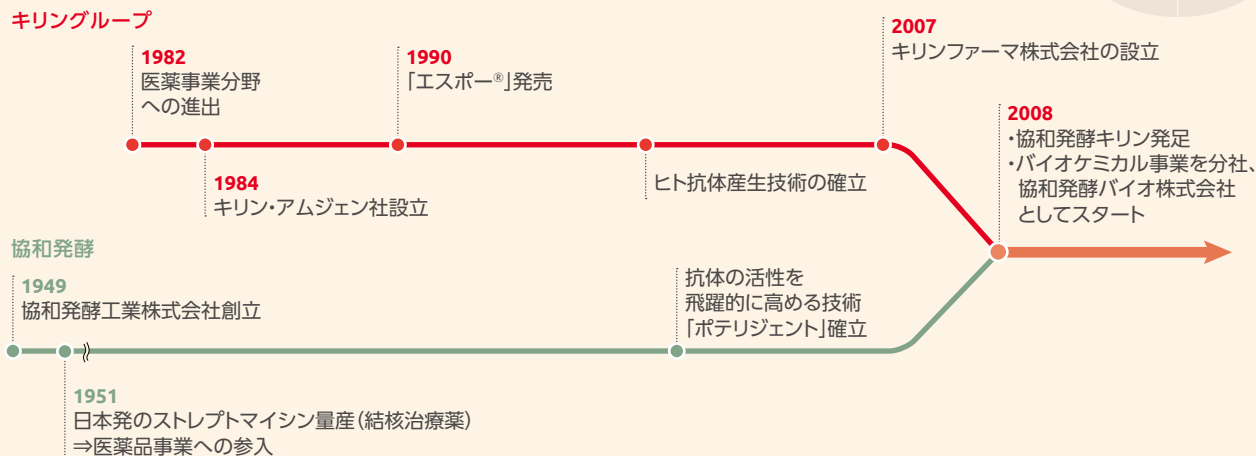 キリングループ
1982
医薬事業分野
への進出
1990
「エスポー®」発売
2007
キリンファーマ株式会社の設立
1984
キリン・アムジェン社設立
ヒト抗体産生技術の確立
2008
・協和発酵キリン発足
・バイオケミカル事業を分社、
協和発酵バイオ株式会社
としてスタート
協和発酵
1949
協和発酵工業株式会社創立
抗体の活性を
飛躍的に高める技術
「ポテリジェント」確立
1951
日本発のストレプトマイシン量産(結核治療薬)
⇒医薬品事業への参入